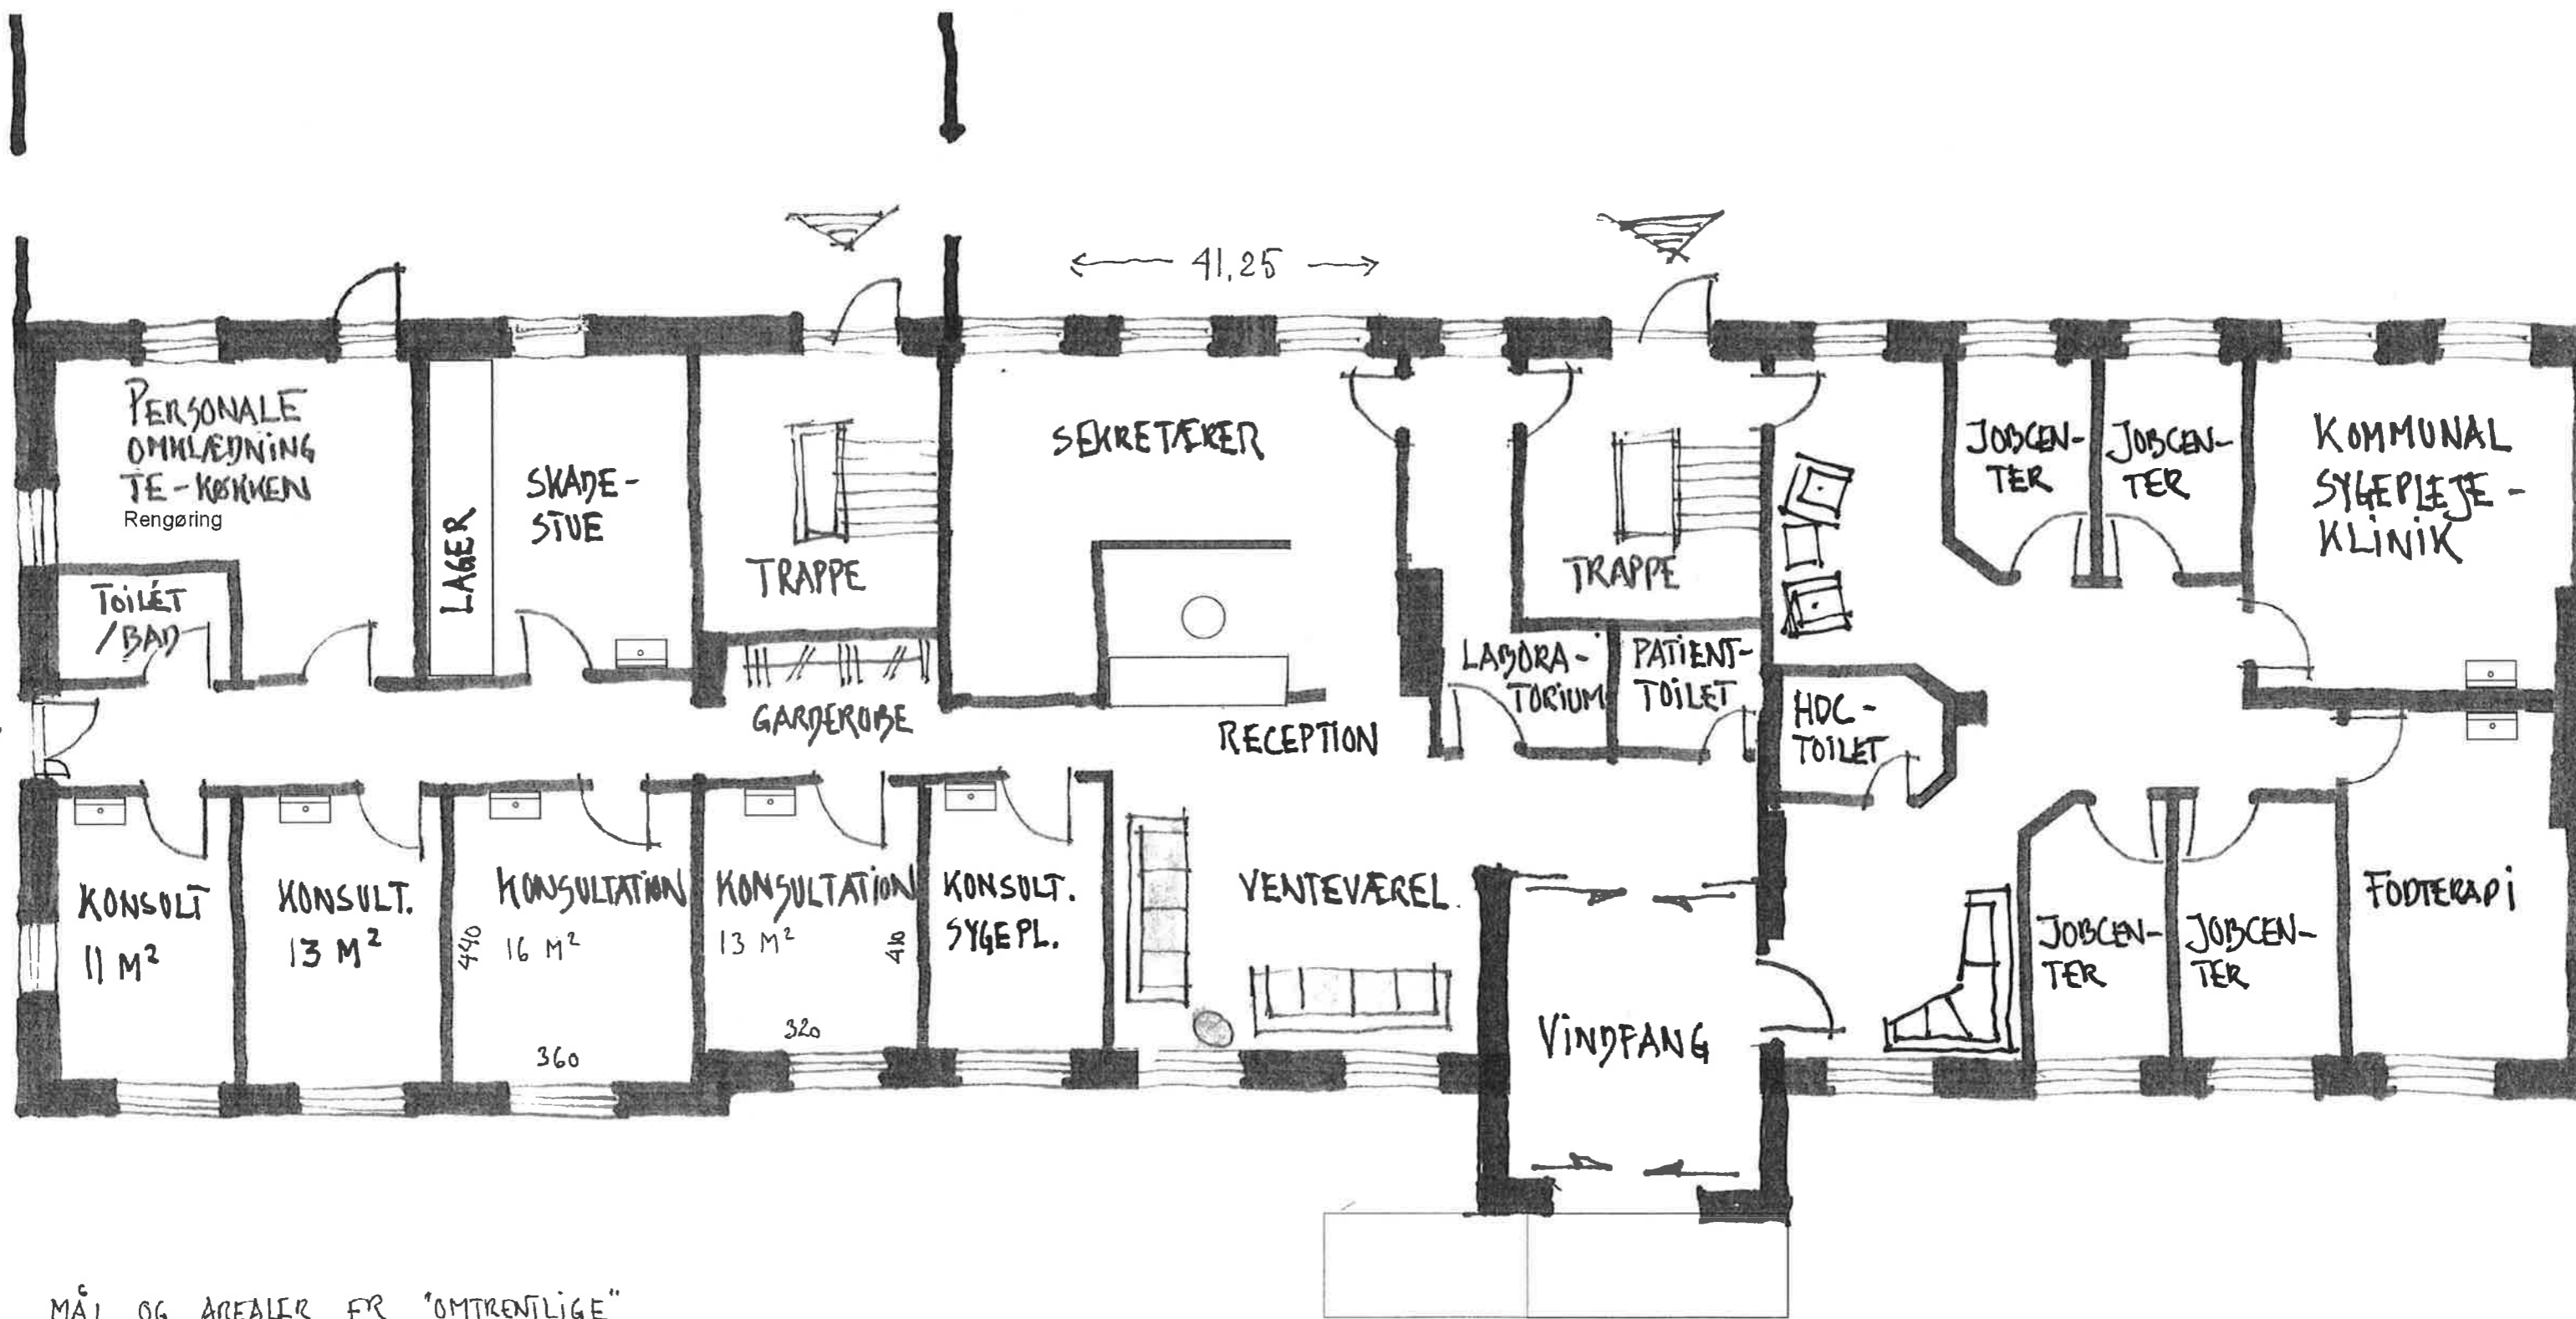 41,25
PERSONALE
OMKLÆDNING
TE-KØKKEN
Rengøring
TOILET
/BAD
LAGER
SKADE-
STUE
TRAPPE
GARDEROBE
SEKRETÆRER
RECEPTION
LABORA-
TORIUM
TRAPPE
PATIENT-
TOILET
HDC-
TOILET
JOBCEN-
TER
JOBCEN-
TER
KOMMUNAL
SYGEPLEJE-
KLINIK
KONSULT
11 M²
KONSULT.
13 M²
KONSULTATION
16 M²
440
360
KONSULTATION
13 M²
410
320
KONSULT.
SYGEPL.
VENTEVÆREL.
VINDFANG
JOBCEN-
TER
JOBCEN-
TER
FODTERAPI
MÅL OG AREALER ER "OMTRENTLIGE"